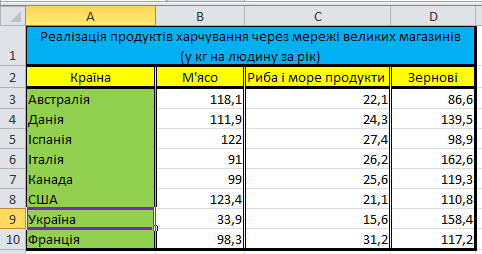 A B C D
1 Реалізація продуктів харчування через мережі великих магазинів
(у кг на людину за рік)
2 Країна М'ясо Риба і море продукти Зернові
3 Австралія 118,1 22,1 86,6
4 Данія 111,9 24,3 139,5
5 Іспанія 122 27,4 98,9
6 Італія 91 26,2 162,6
7 Канада 99 25,6 119,3
8 США 123,4 21,1 110,8
9 Україна 33,9 15,6 158,4
10 Франція 98,3 31,2 117,2